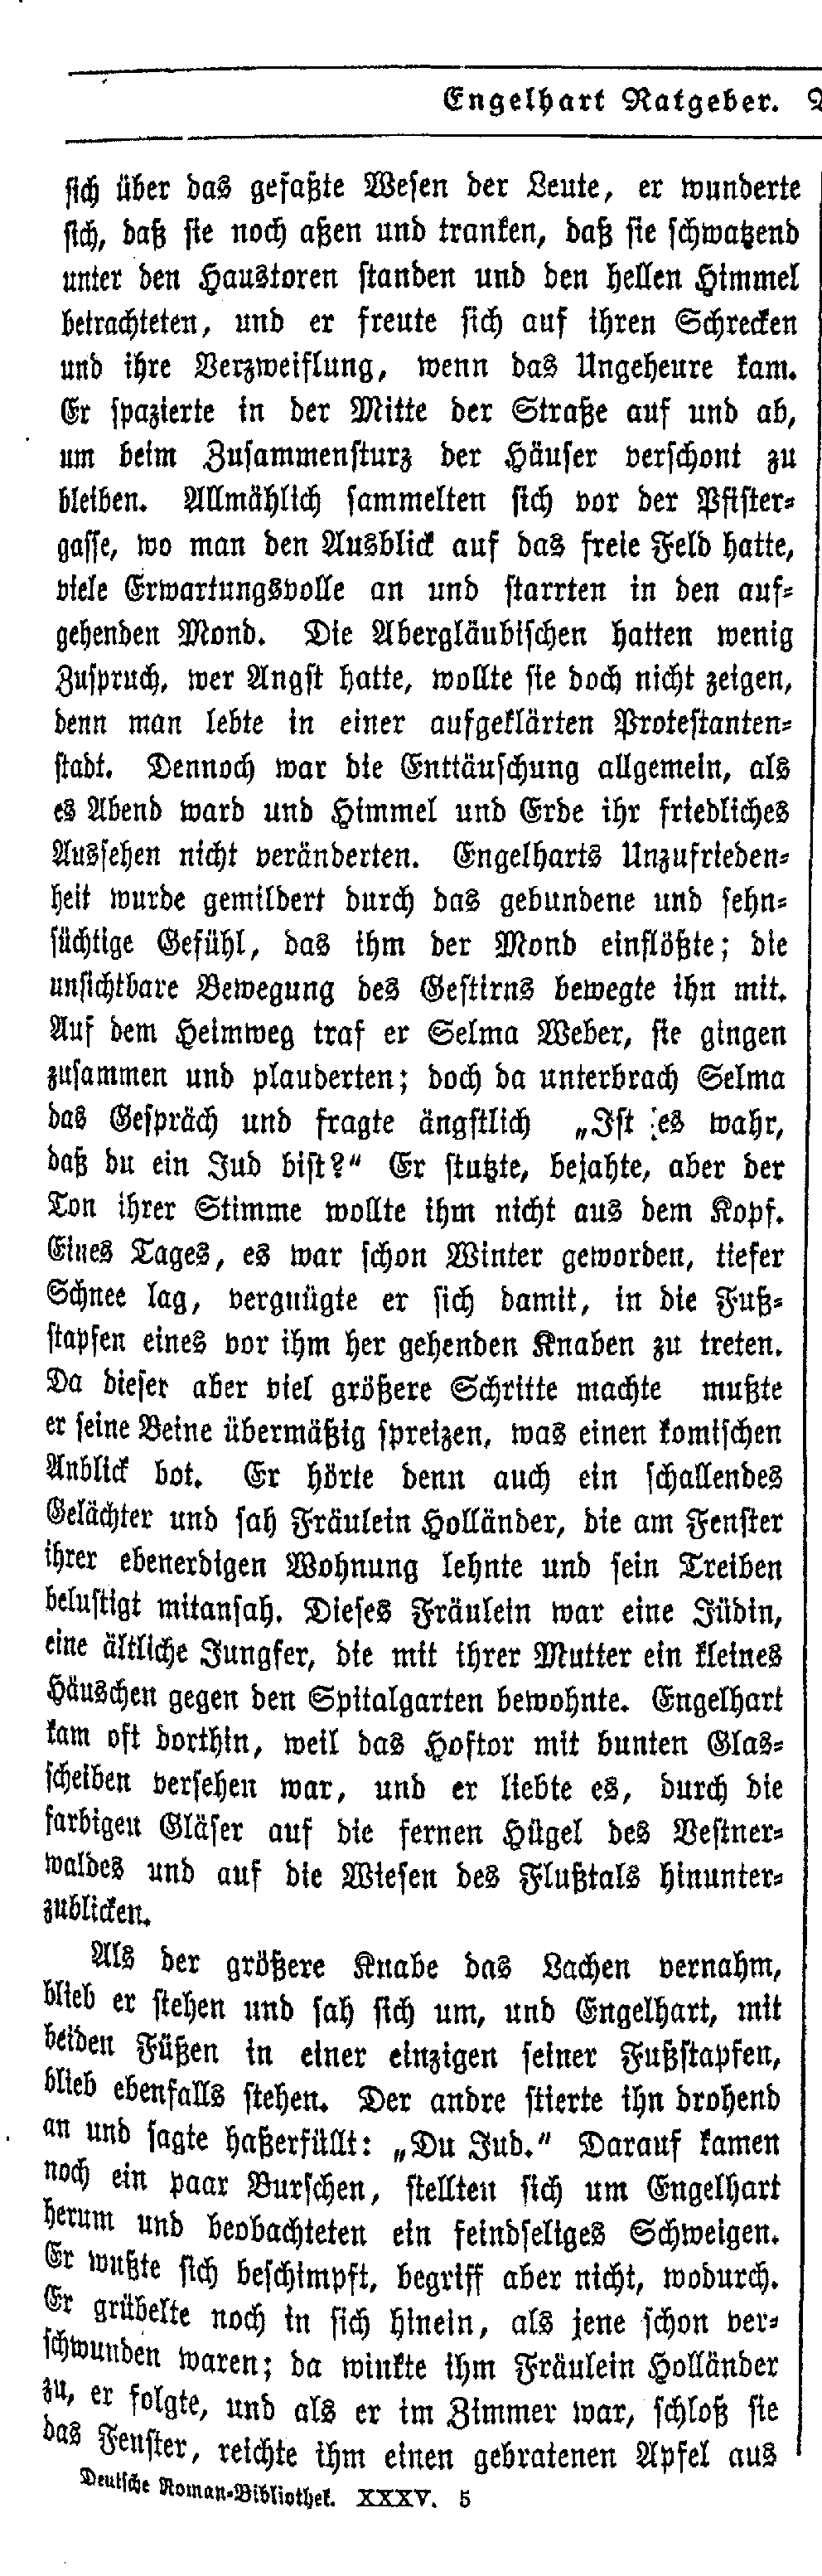 Engelhart Ratgeber.
sich über das gefaßte Wesen der Leute, er wunderte
sich, daß sie noch aßen und tranken, daß sie schwatzend
unter den Haustoren standen und den hellen Himmel
betrachteten, und er freute sich auf ihren Schrecken
und ihre Verzweiflung, wenn das Ungeheure kam.
Er spazierte in der Mitte der Straße auf und ab,
um beim Zusammensturz der Häuser verschont zu
bleiben. Allmählich sammelten sich vor der Pfister-
gasse, wo man den Ausblick auf das freie Feld hatte,
viele Erwartungsvolle an und starrten in den auf-
gehenden Mond. Die Abergläubischen hatten wenig
Zuspruch, wer Angst hatte, wollte sie doch nicht zeigen,
denn man lebte in einer aufgeklärten Protestanten-
stadt. Dennoch war die Enttäuschung allgemein, als
es Abend ward und Himmel und Erde ihr friedliches
Aussehen nicht veränderten. Engelharts Unzufrieden-
heit wurde gemildert durch das gebundene und sehn-
süchtige Gefühl, das ihm der Mond einflößte; die
unsichtbare Bewegung des Gestirns bewegte ihn mit.
Auf dem Heimweg traf er Selma Weber, sie gingen
zusammen und plauderten; doch da unterbrach Selma
das Gespräch und fragte ängstlich „Ist es wahr,
daß du ein Jud bist?“ Er stutzte, bejahte, aber der
Ton ihrer Stimme wollte ihm nicht aus dem Kopf.
Eines Tages, es war schon Winter geworden, tiefer
Schnee lag, vergnügte er sich damit, in die Fuß-
stapfen eines vor ihm her gehenden Knaben zu treten.
Da dieser aber viel größere Schritte machte mußte
er seine Beine übermäßig spreizen, was einen komischen
Anblick bot. Er hörte denn auch ein schallendes
Gelächter und sah Fräulein Holländer, die am Fenster
ihrer ebenerdigen Wohnung lehnte und sein Treiben
belustigt mitansah. Dieses Fräulein war eine Jüdin,
eine ältliche Jungfer, die mit ihrer Mutter ein kleines
Häuschen gegen den Spitalgarten bewohnte. Engelhart
kam oft dorthin, weil das Hoftor mit bunten Glas-
scheiben versehen war, und er liebte es, durch die
farbigen Gläser auf die fernen Hügel des Vestner-
waldes und auf die Wiesen des Flußtals hinunter-
zublicken.
Als der größere Knabe das Lachen vernahm,
blieb er stehen und sah sich um, und Engelhart, mit
beiden Füßen in einer einzigen seiner Fußstapfen,
blieb ebenfalls stehen. Der andre stierte ihn drohend
an und sagte haßerfüllt: „Du Jud.“ Darauf kamen
noch ein paar Burschen, stellten sich um Engelhart
herum und beobachteten ein feindseliges Schweigen.
Er wußte sich beschimpft, begriff aber nicht, wodurch.
Er grübelte noch in sich hinein, als jene schon ver-
schwunden waren; da winkte ihm Fräulein Holländer
zu, er folgte, und als er im Zimmer war, schloß sie
das Fenster, reichte ihm einen gebratenen Apfel aus
Deutsche Roman-Bibliothek. XXXV. 5